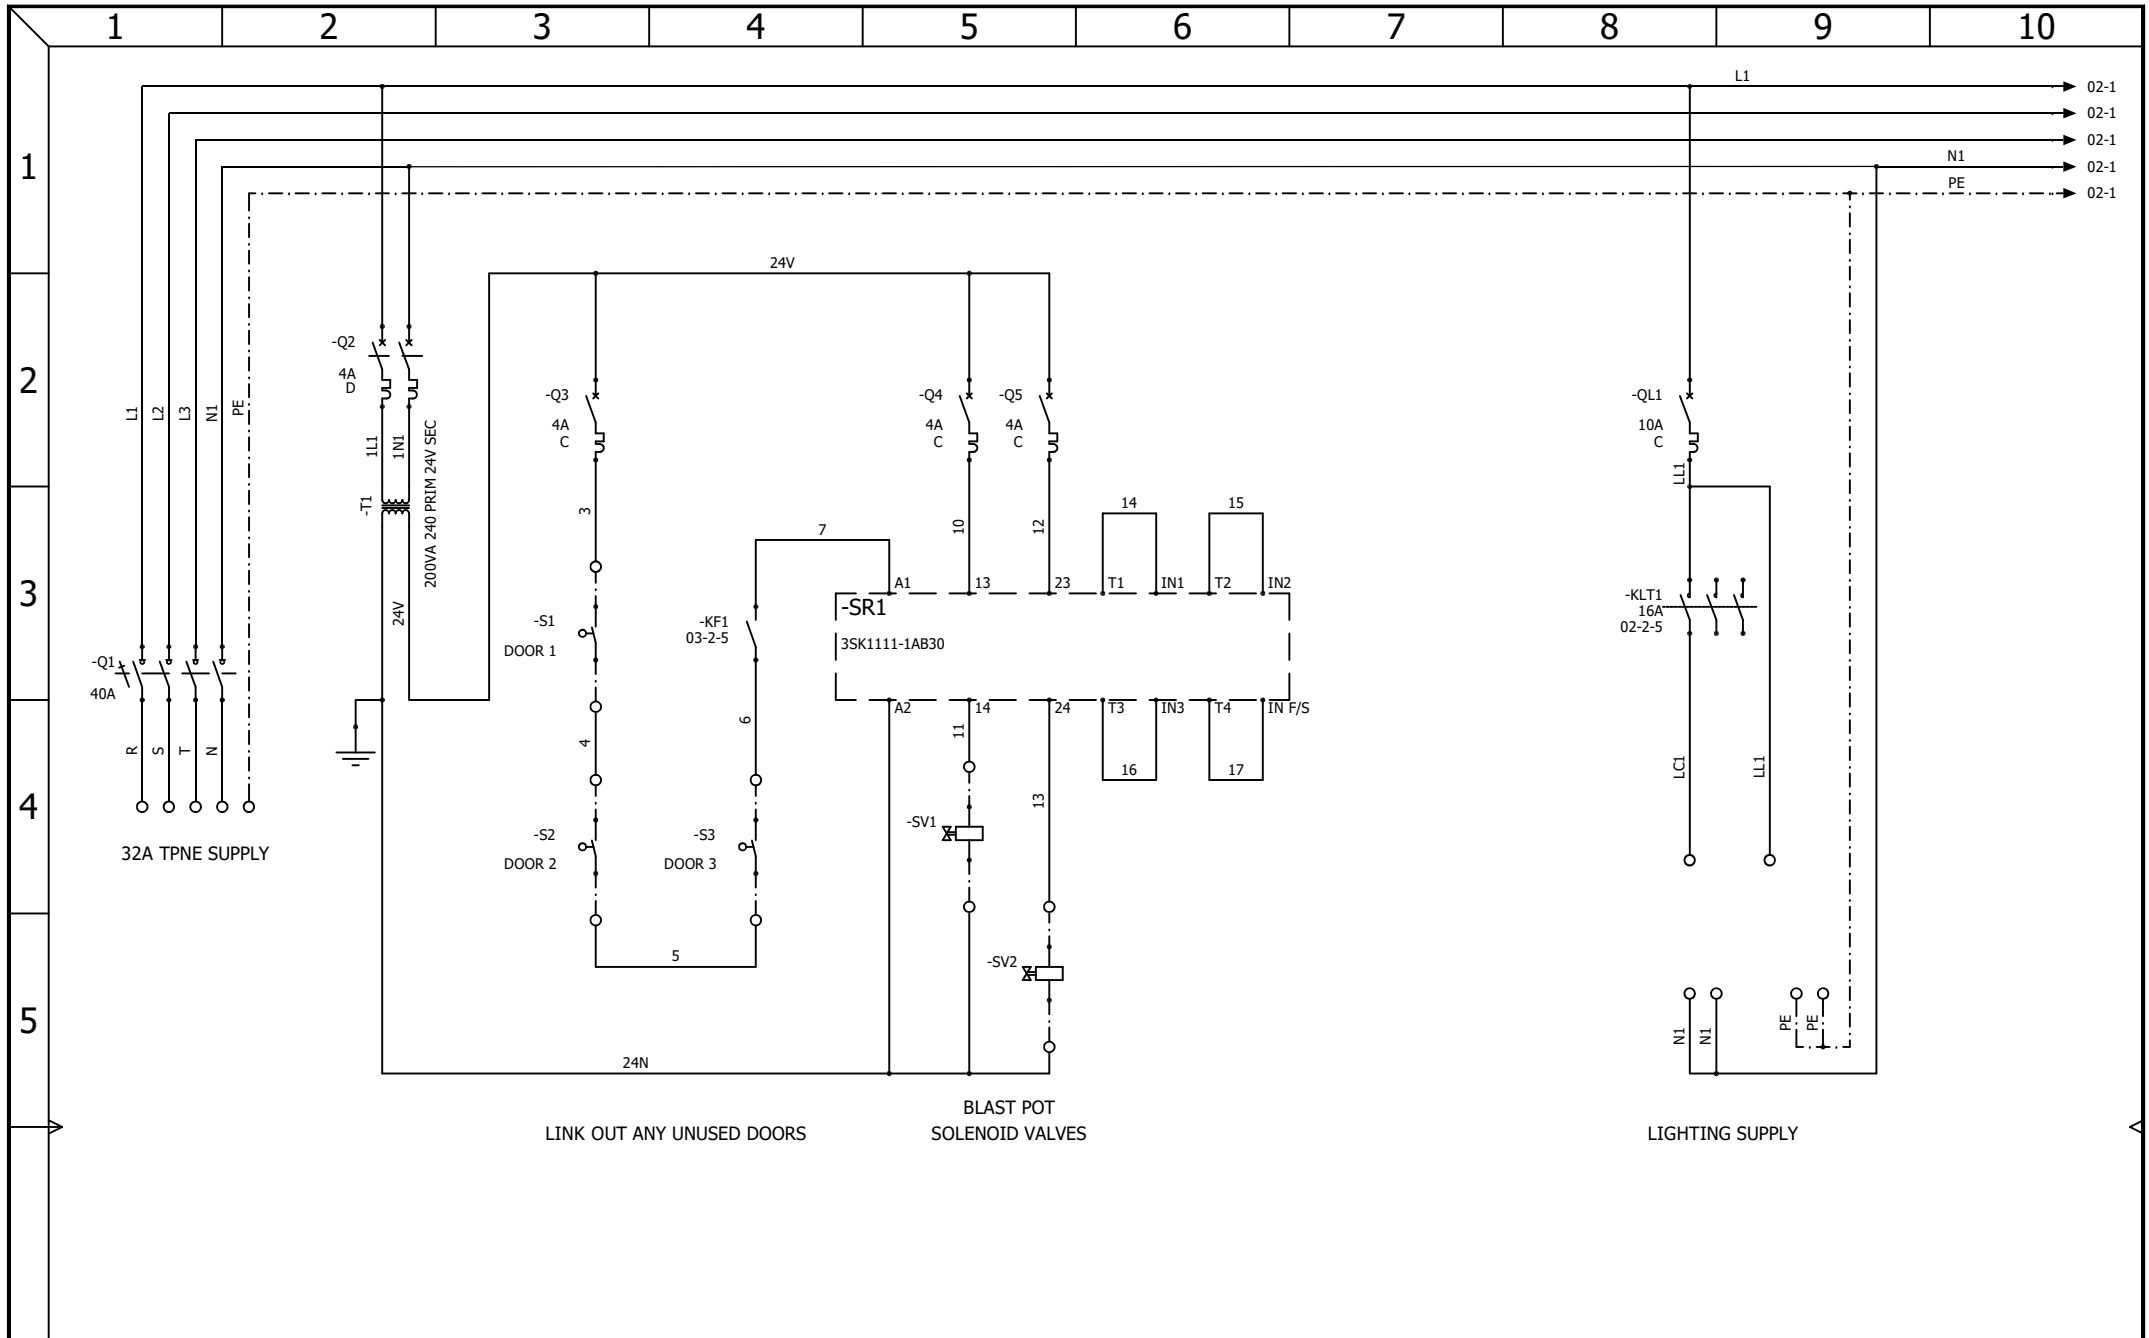 1 2 3 4 5 6 7 8 9 10
L1 02-1
02-1
02-1
1 N1 02-1
PE 02-1
24V
2
L1 L2 L3 N1 PE
-Q2
4A
D
1L1 1N1
-T1
200VA 240 PRIM 24V SEC
24V
-Q3
4A
C
-Q4
4A
C
-Q5
4A
C
-QL1
10A
C
LL1
3
3
10 12
14 15
7
A1 13 23 T1 IN1 T2 IN2
-SR1
3SK1111-1AB30
A2 14 24 T3 IN3 T4 IN F/S
-S1
DOOR 1
-KF1
03-2-5
-KLT1
16A
02-2-5
-Q1
40A
R S T N
4
4
6
11
13
16 17
LC1 LL1
32A TPNE SUPPLY
-S2
DOOR 2
-S3
DOOR 3
-SV1
-SV2
5
5
N1 N1 PE PE
24N
BLAST POT
LINK OUT ANY UNUSED DOORS
SOLENOID VALVES
LIGHTING SUPPLY